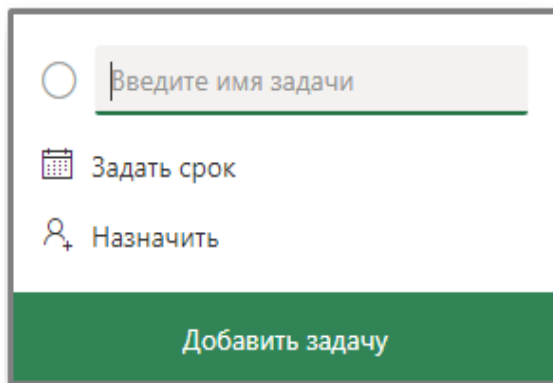 Введите имя задачи
Задать срок
Назначить
Добавить задачу